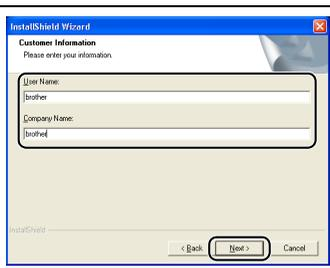 InstallShield Wizard
Customer Information
Please enter your information.
User Name:
brother
Company Name:
brother
InstallShield
< Back
Next >
Cancel